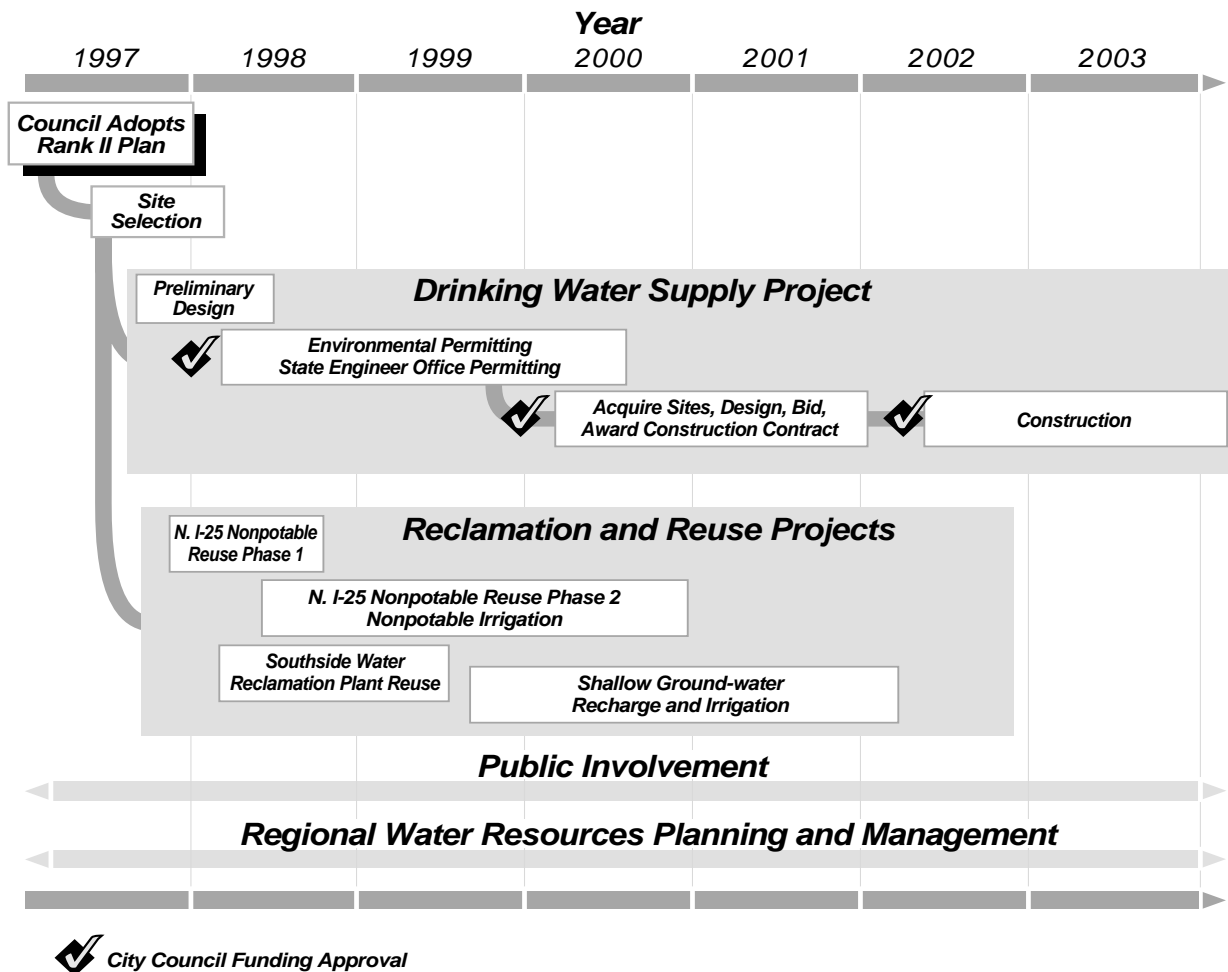 Year
1997 1998 1999 2000 2001 2002 2003
Council Adopts
Rank II Plan
Site
Selection
Drinking Water Supply Project
Preliminary
Design
Environmental Permitting
State Engineer Office Permitting
Acquire Sites, Design, Bid,
Award Construction Contract
Construction
Reclamation and Reuse Projects
N. I-25 Nonpotable
Reuse Phase 1
N. I-25 Nonpotable Reuse Phase 2
Nonpotable Irrigation
Southside Water
Reclamation Plant Reuse
Shallow Ground-water
Recharge and Irrigation
Public Involvement
Regional Water Resources Planning and Management
City Council Funding Approval